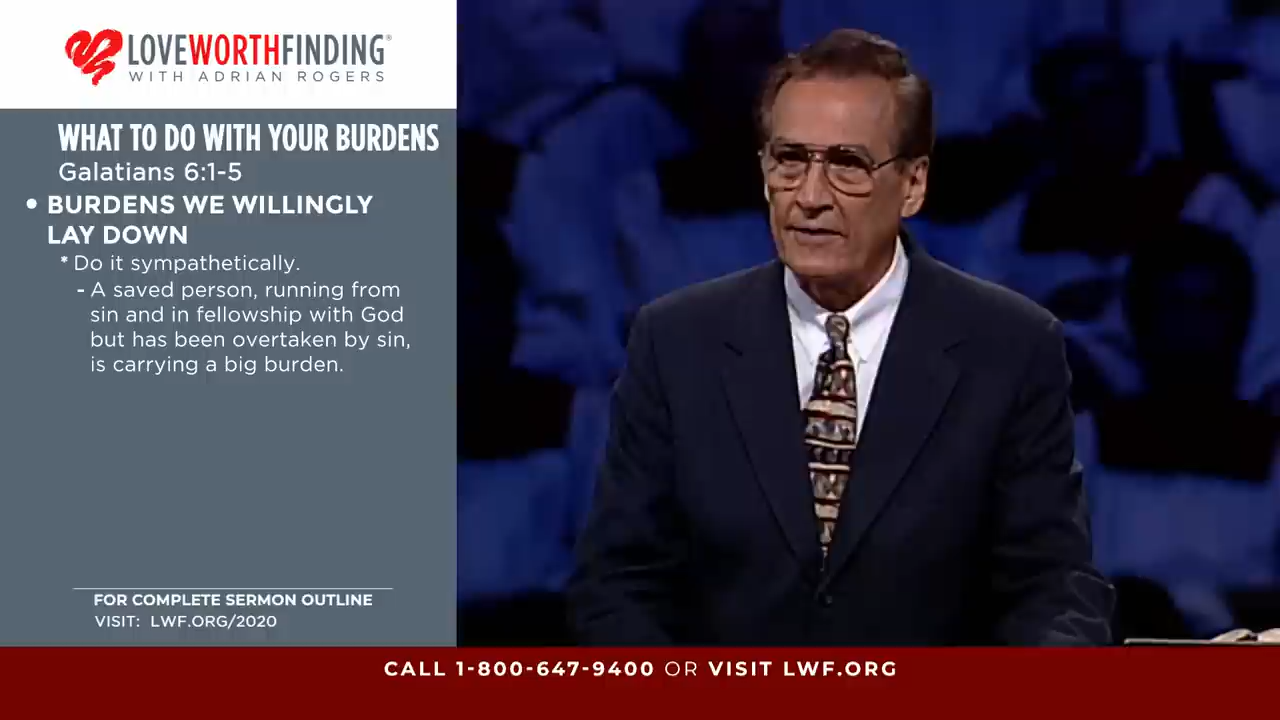 LOVEWORTHFINDING®
WITH ADRIAN ROGERS
WHAT TO DO WITH YOUR BURDENS
Galatians 6:1-5
• BURDENS WE WILLINGLY
LAY DOWN
* Do it sympathetically.
- A saved person, running from
sin and in fellowship with God
but has been overtaken by sin,
is carrying a big burden.
FOR COMPLETE SERMON OUTLINE
VISIT: LWF.ORG/2020
CALL 1-800-647-9400 OR VISIT LWF.ORG